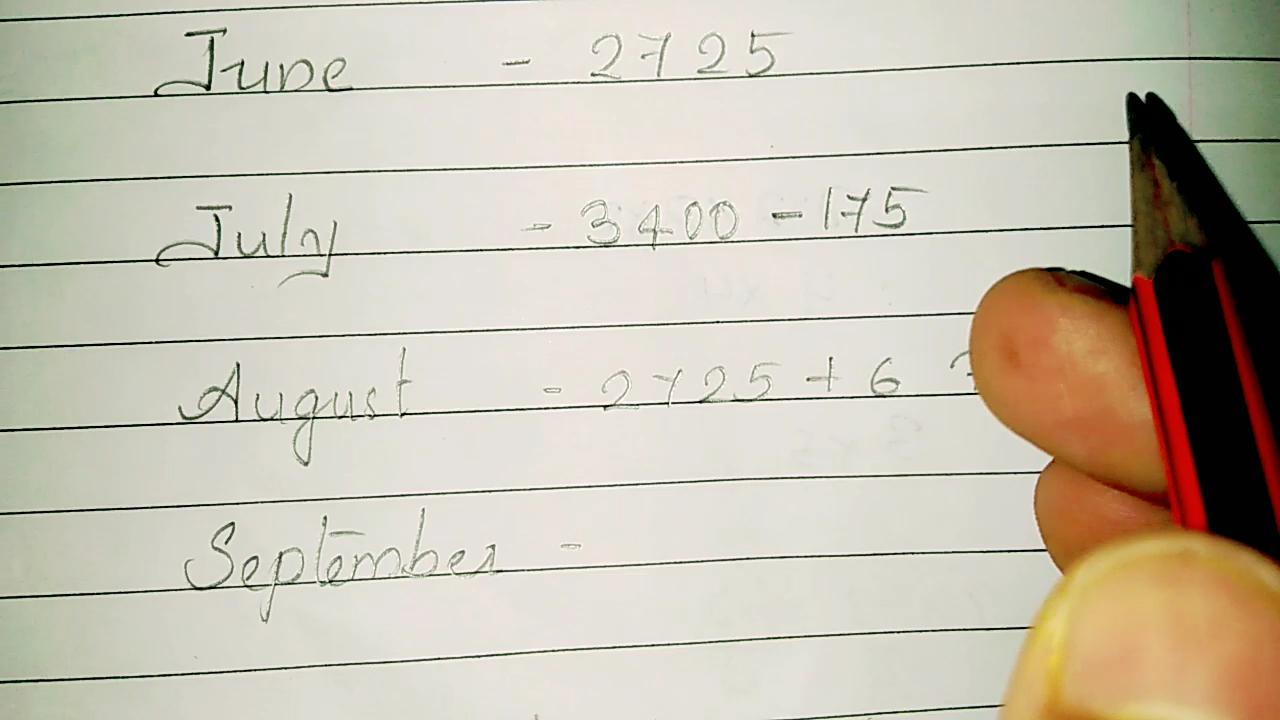 June - 2725
July - 3400 - 175
August - 2725 + 6
September -